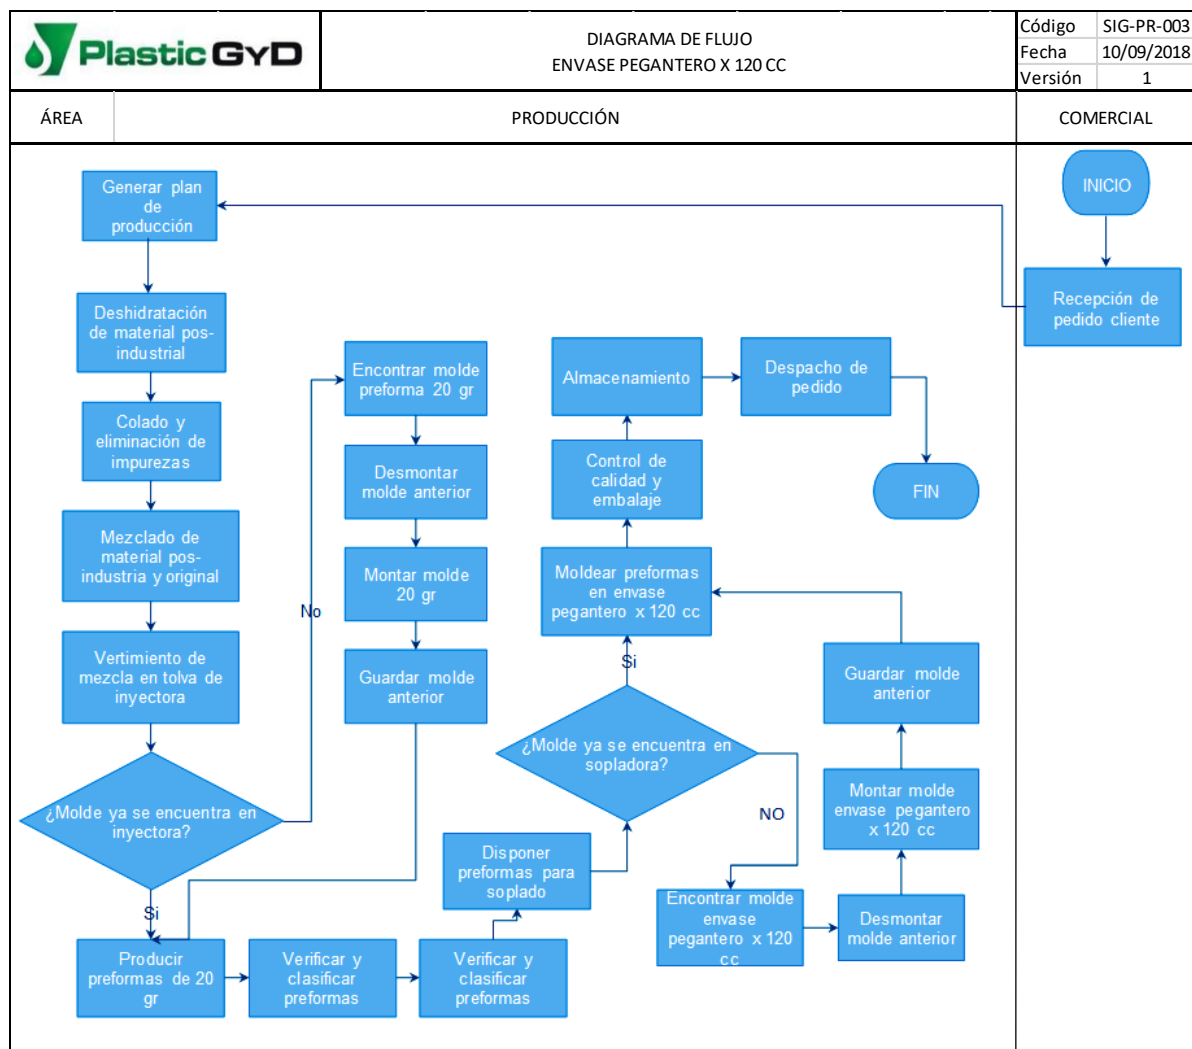 Plastic GYD
DIAGRAMA DE FLUJO
ENVASE PEGANTERO X 120 CC
Código SIG-PR-003
Fecha 10/09/2018
Versión 1
ÁREA
PRODUCCIÓN
COMERCIAL
INICIO
Recepción de
pedido cliente
Generar plan
de
producción
Deshidratación
de material pos-
industrial
Colado y
eliminación de
impurezas
Mezclado de
material pos-
industria y original
Vertimiento de
mezcla en tolva de
inyectora
¿Molde ya se encuentra en
inyectora?
No
Si
Encontrar molde
preforma 20 gr
Desmontar
molde anterior
Montar molde
20 gr
Guardar molde
anterior
Producir
preformas de 20
gr
Verificar y
clasificar
preformas
Verificar y
clasificar
preformas
Disponer
preformas para
soplado
¿Molde ya se encuentra en
sopladora?
Si
NO
Encontrar molde
envase
pegantero x 120
cc
Desmontar
molde anterior
Montar molde
envase pegantero
x 120 cc
Guardar molde
anterior
Moldear preformas
en envase
pegantero x 120 cc
Control de
calidad y
embalaje
Almacenamiento
Despacho de
pedido
FIN